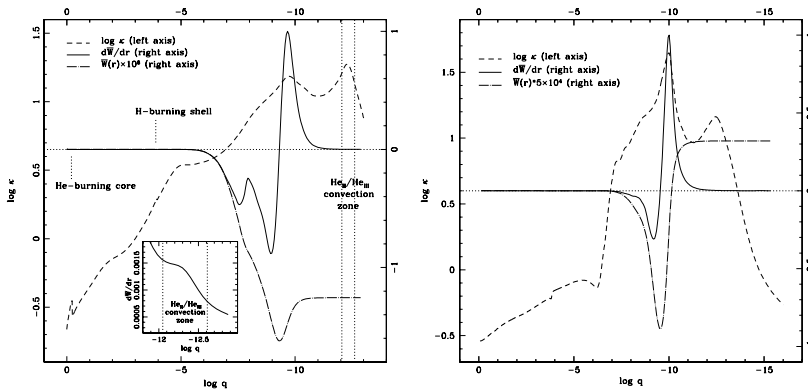 0 −5 −10
log κ (left axis)
dW̅/dr (right axis)
W̅(r)×10⁸ (right axis)
H-burning shell
He-burning core
He_II/He_III
convection
zone
1.5
1
0.5
0
−0.5
log κ
1
0
−1
dW̅/dr
0.0015
0.001
0.0005
He_II/He_III
convection
zone
−12 −12.5
log q
0 −5 −10
log q
0 −5 −10 −15
log κ (left axis)
dW̅/dr (right axis)
W̅(r)*5×10⁴ (right axis)
1.5
1
0.5
0
−0.5
log κ
0 −5 −10 −15
log q